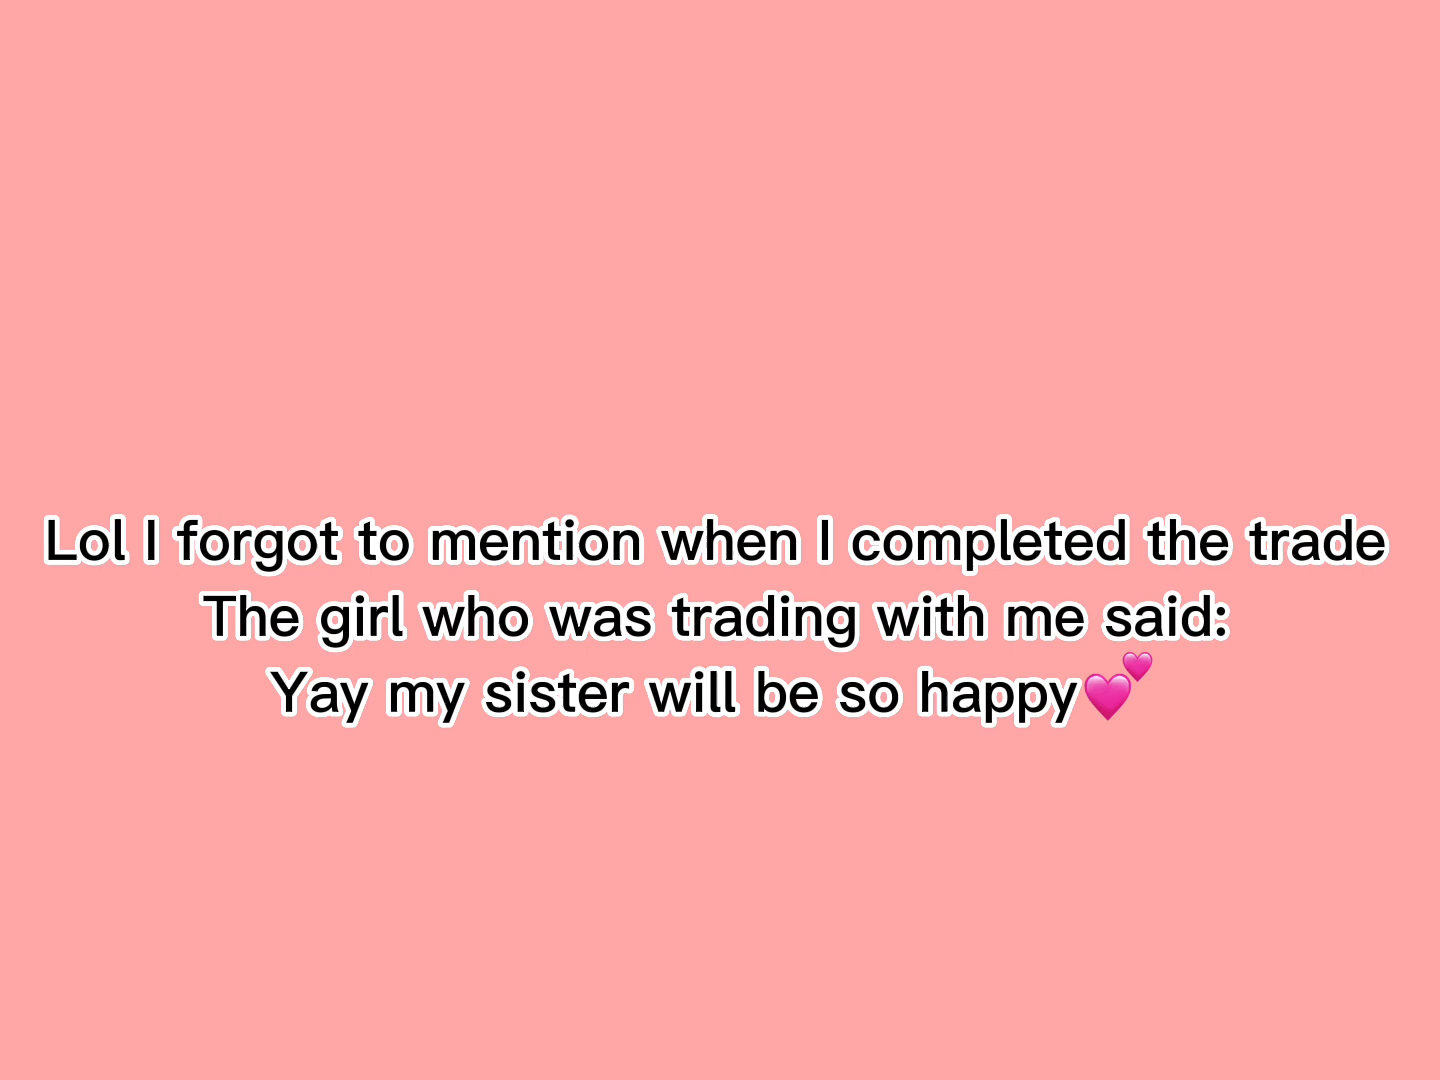 Lol I forgot to mention when I completed the trade
The girl who was trading with me said:
Yay my sister will be so happy💕